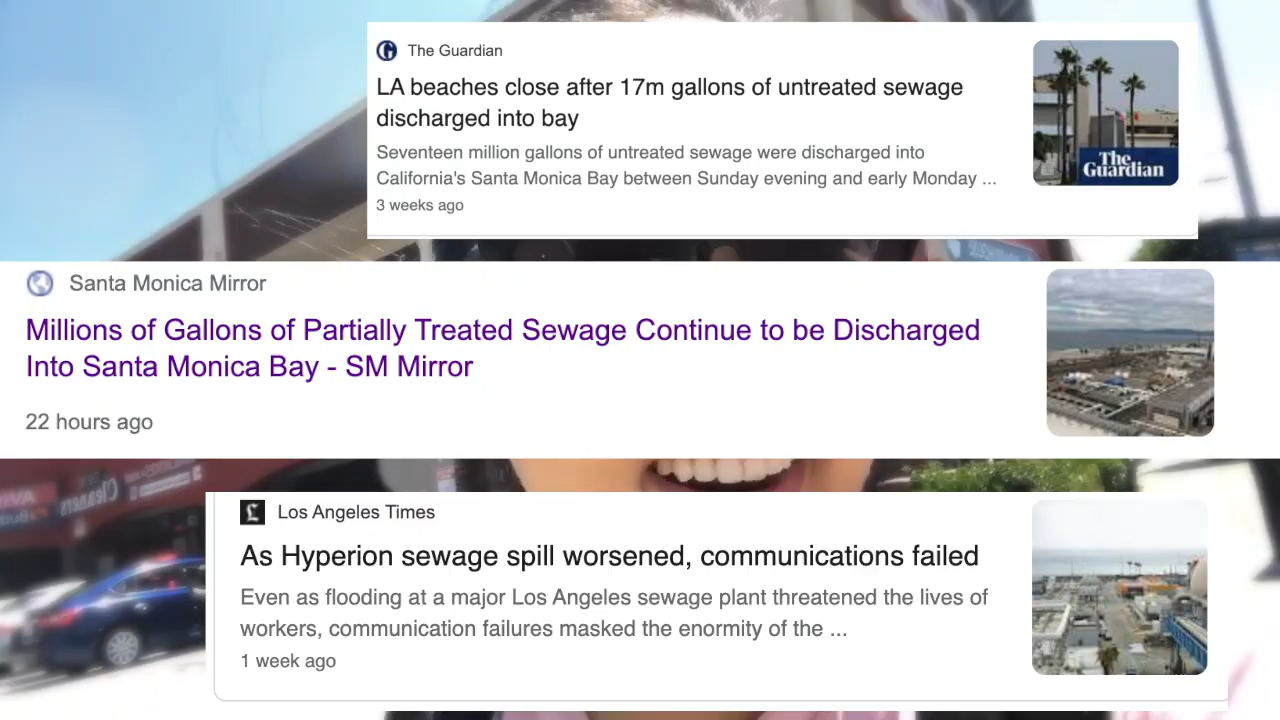 The Guardian
LA beaches close after 17m gallons of untreated sewage
discharged into bay
Seventeen million gallons of untreated sewage were discharged into
California's Santa Monica Bay between Sunday evening and early Monday ...
3 weeks ago
The
Guardian
Santa Monica Mirror
Millions of Gallons of Partially Treated Sewage Continue to be Discharged
Into Santa Monica Bay - SM Mirror
22 hours ago
Cleaners
Los Angeles Times
As Hyperion sewage spill worsened, communications failed
Even as flooding at a major Los Angeles sewage plant threatened the lives of
workers, communication failures masked the enormity of the ...
1 week ago